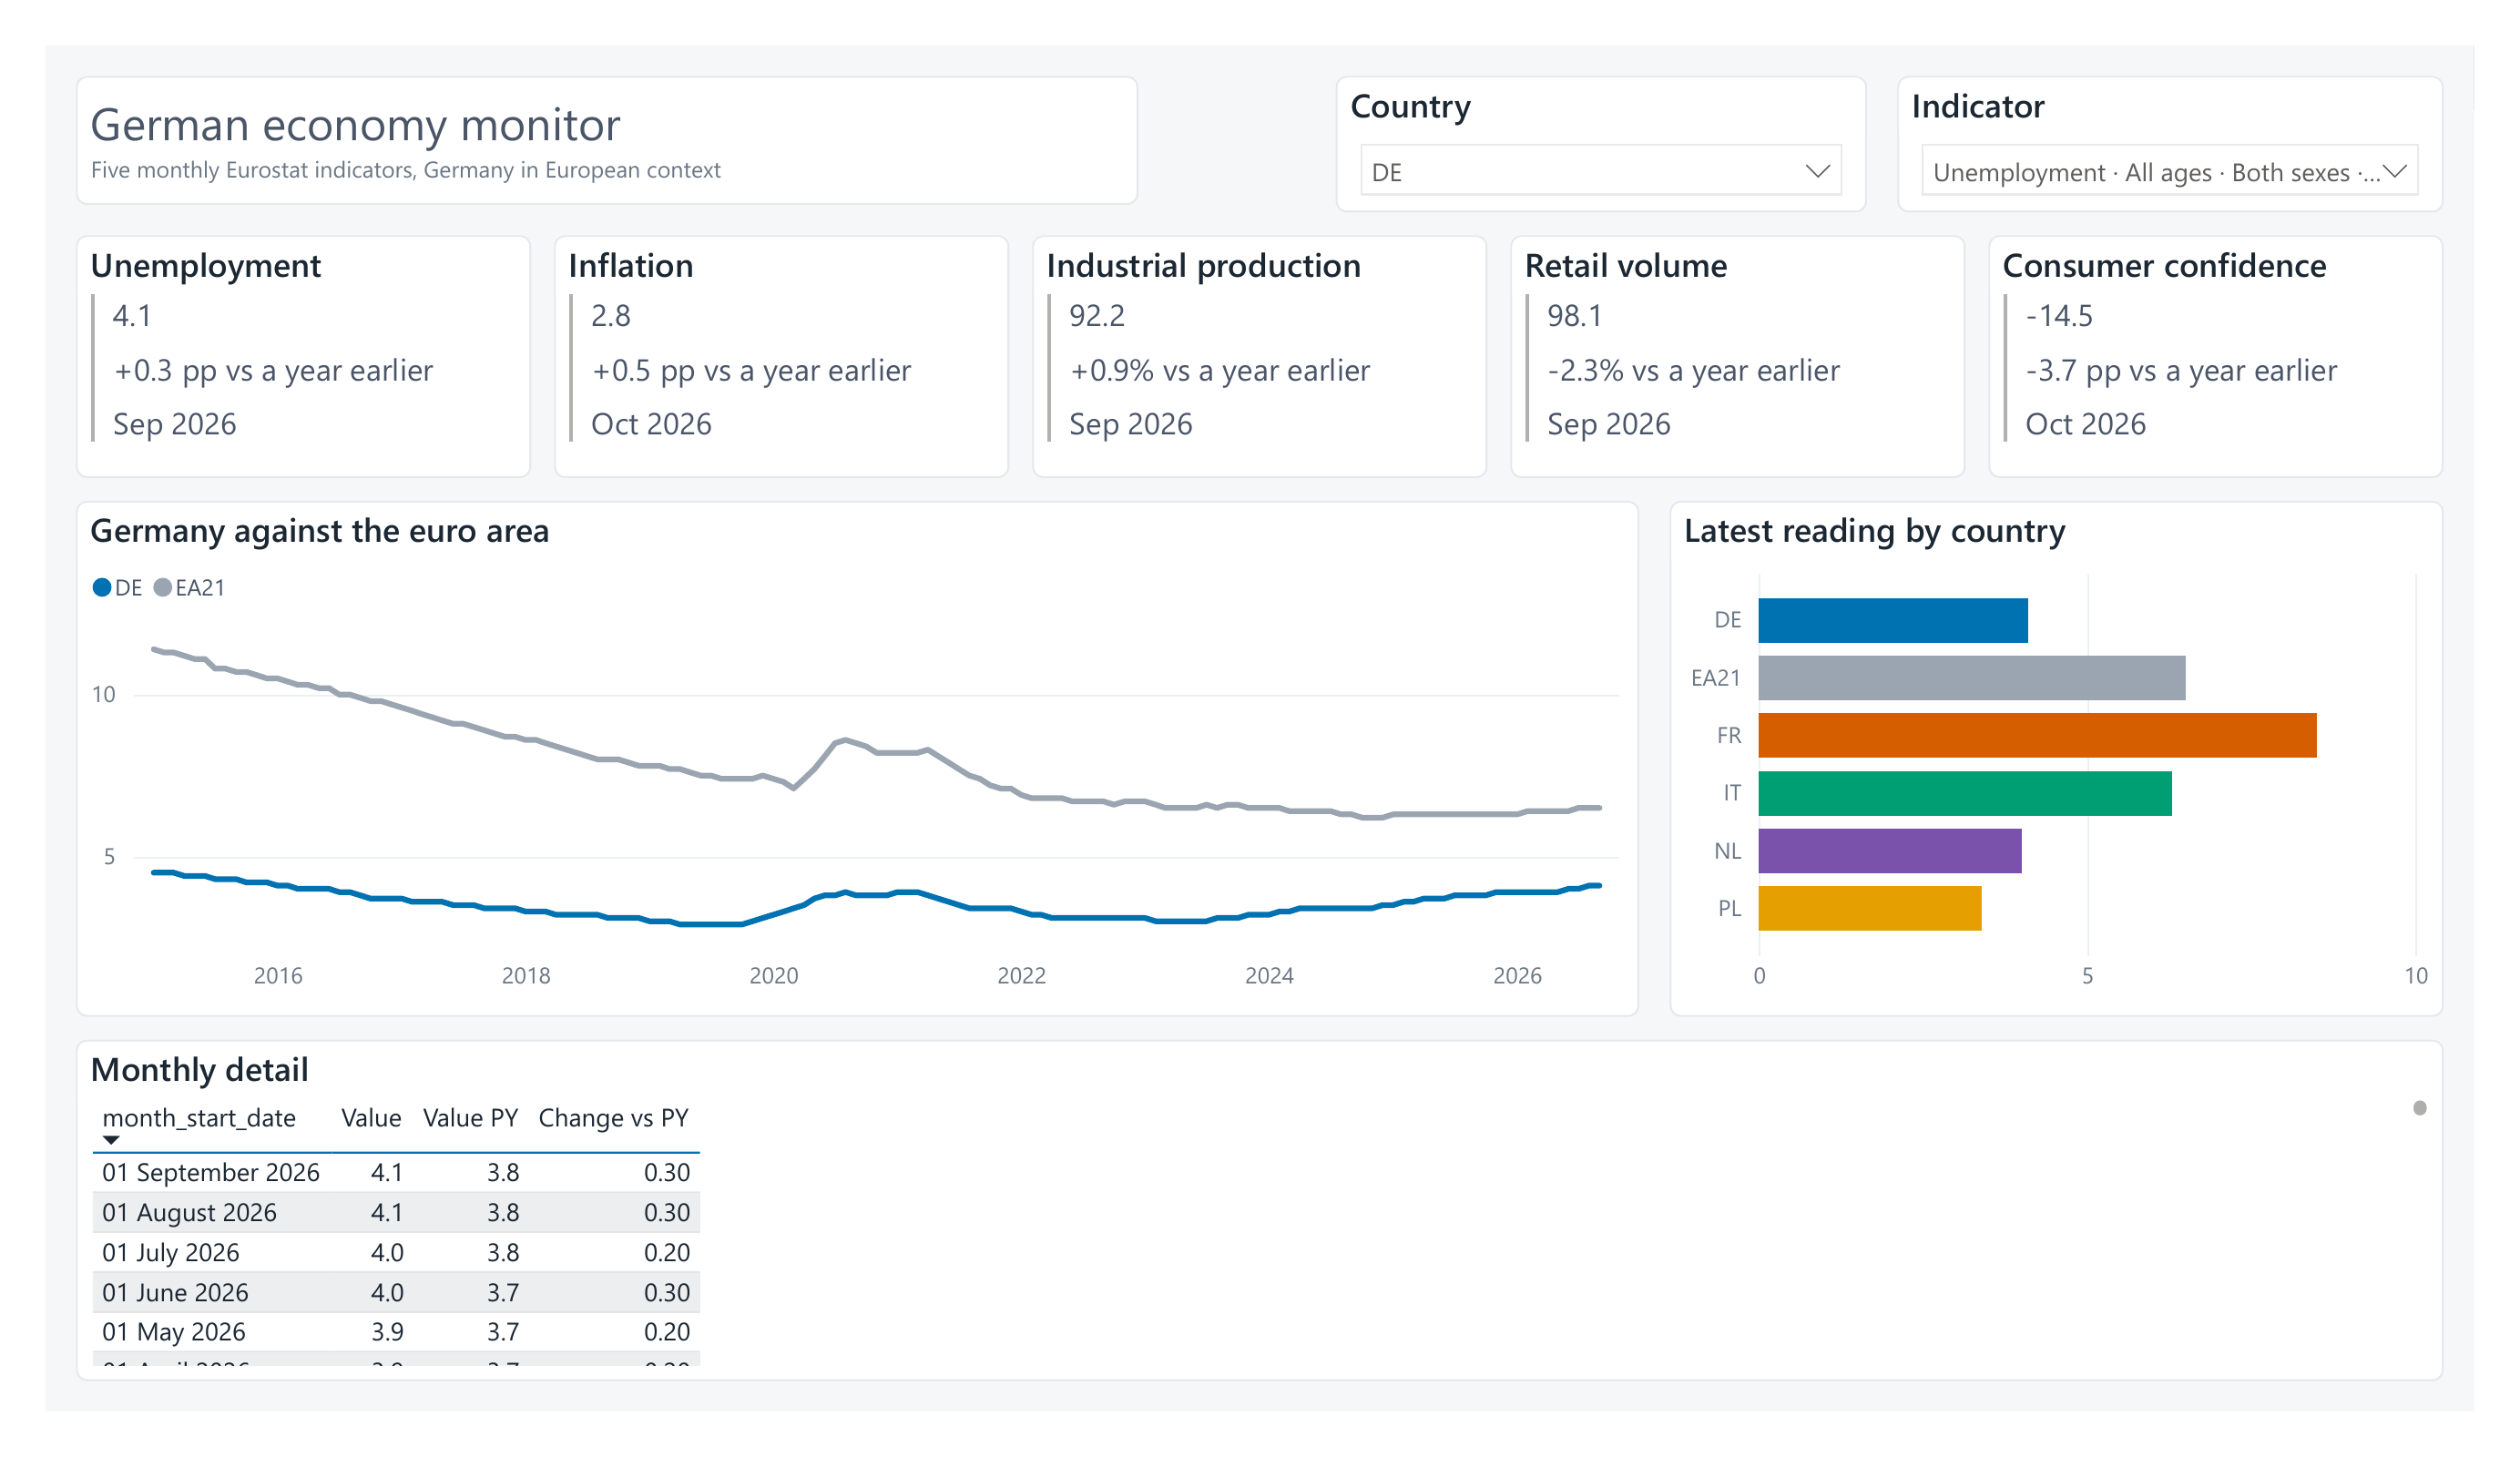 German economy monitor
Five monthly Eurostat indicators, Germany in European context
Country
DE
Indicator
Unemployment · All ages · Both sexes ·...
Unemployment
4.1
+0.3 pp vs a year earlier
Sep 2026
Inflation
2.8
+0.5 pp vs a year earlier
Oct 2026
Industrial production
92.2
+0.9% vs a year earlier
Sep 2026
Retail volume
98.1
-2.3% vs a year earlier
Sep 2026
Consumer confidence
-14.5
-3.7 pp vs a year earlier
Oct 2026
Germany against the euro area
DE EA21
10
5
2016 2018 2020 2022 2024 2026
Latest reading by country
DE
EA21
FR
IT
NL
PL
0 5 10
Monthly detail
month_start_date Value Value PY Change vs PY
01 September 2026 4.1 3.8 0.30
01 August 2026 4.1 3.8 0.30
01 July 2026 4.0 3.8 0.20
01 June 2026 4.0 3.7 0.30
01 May 2026 3.9 3.7 0.20